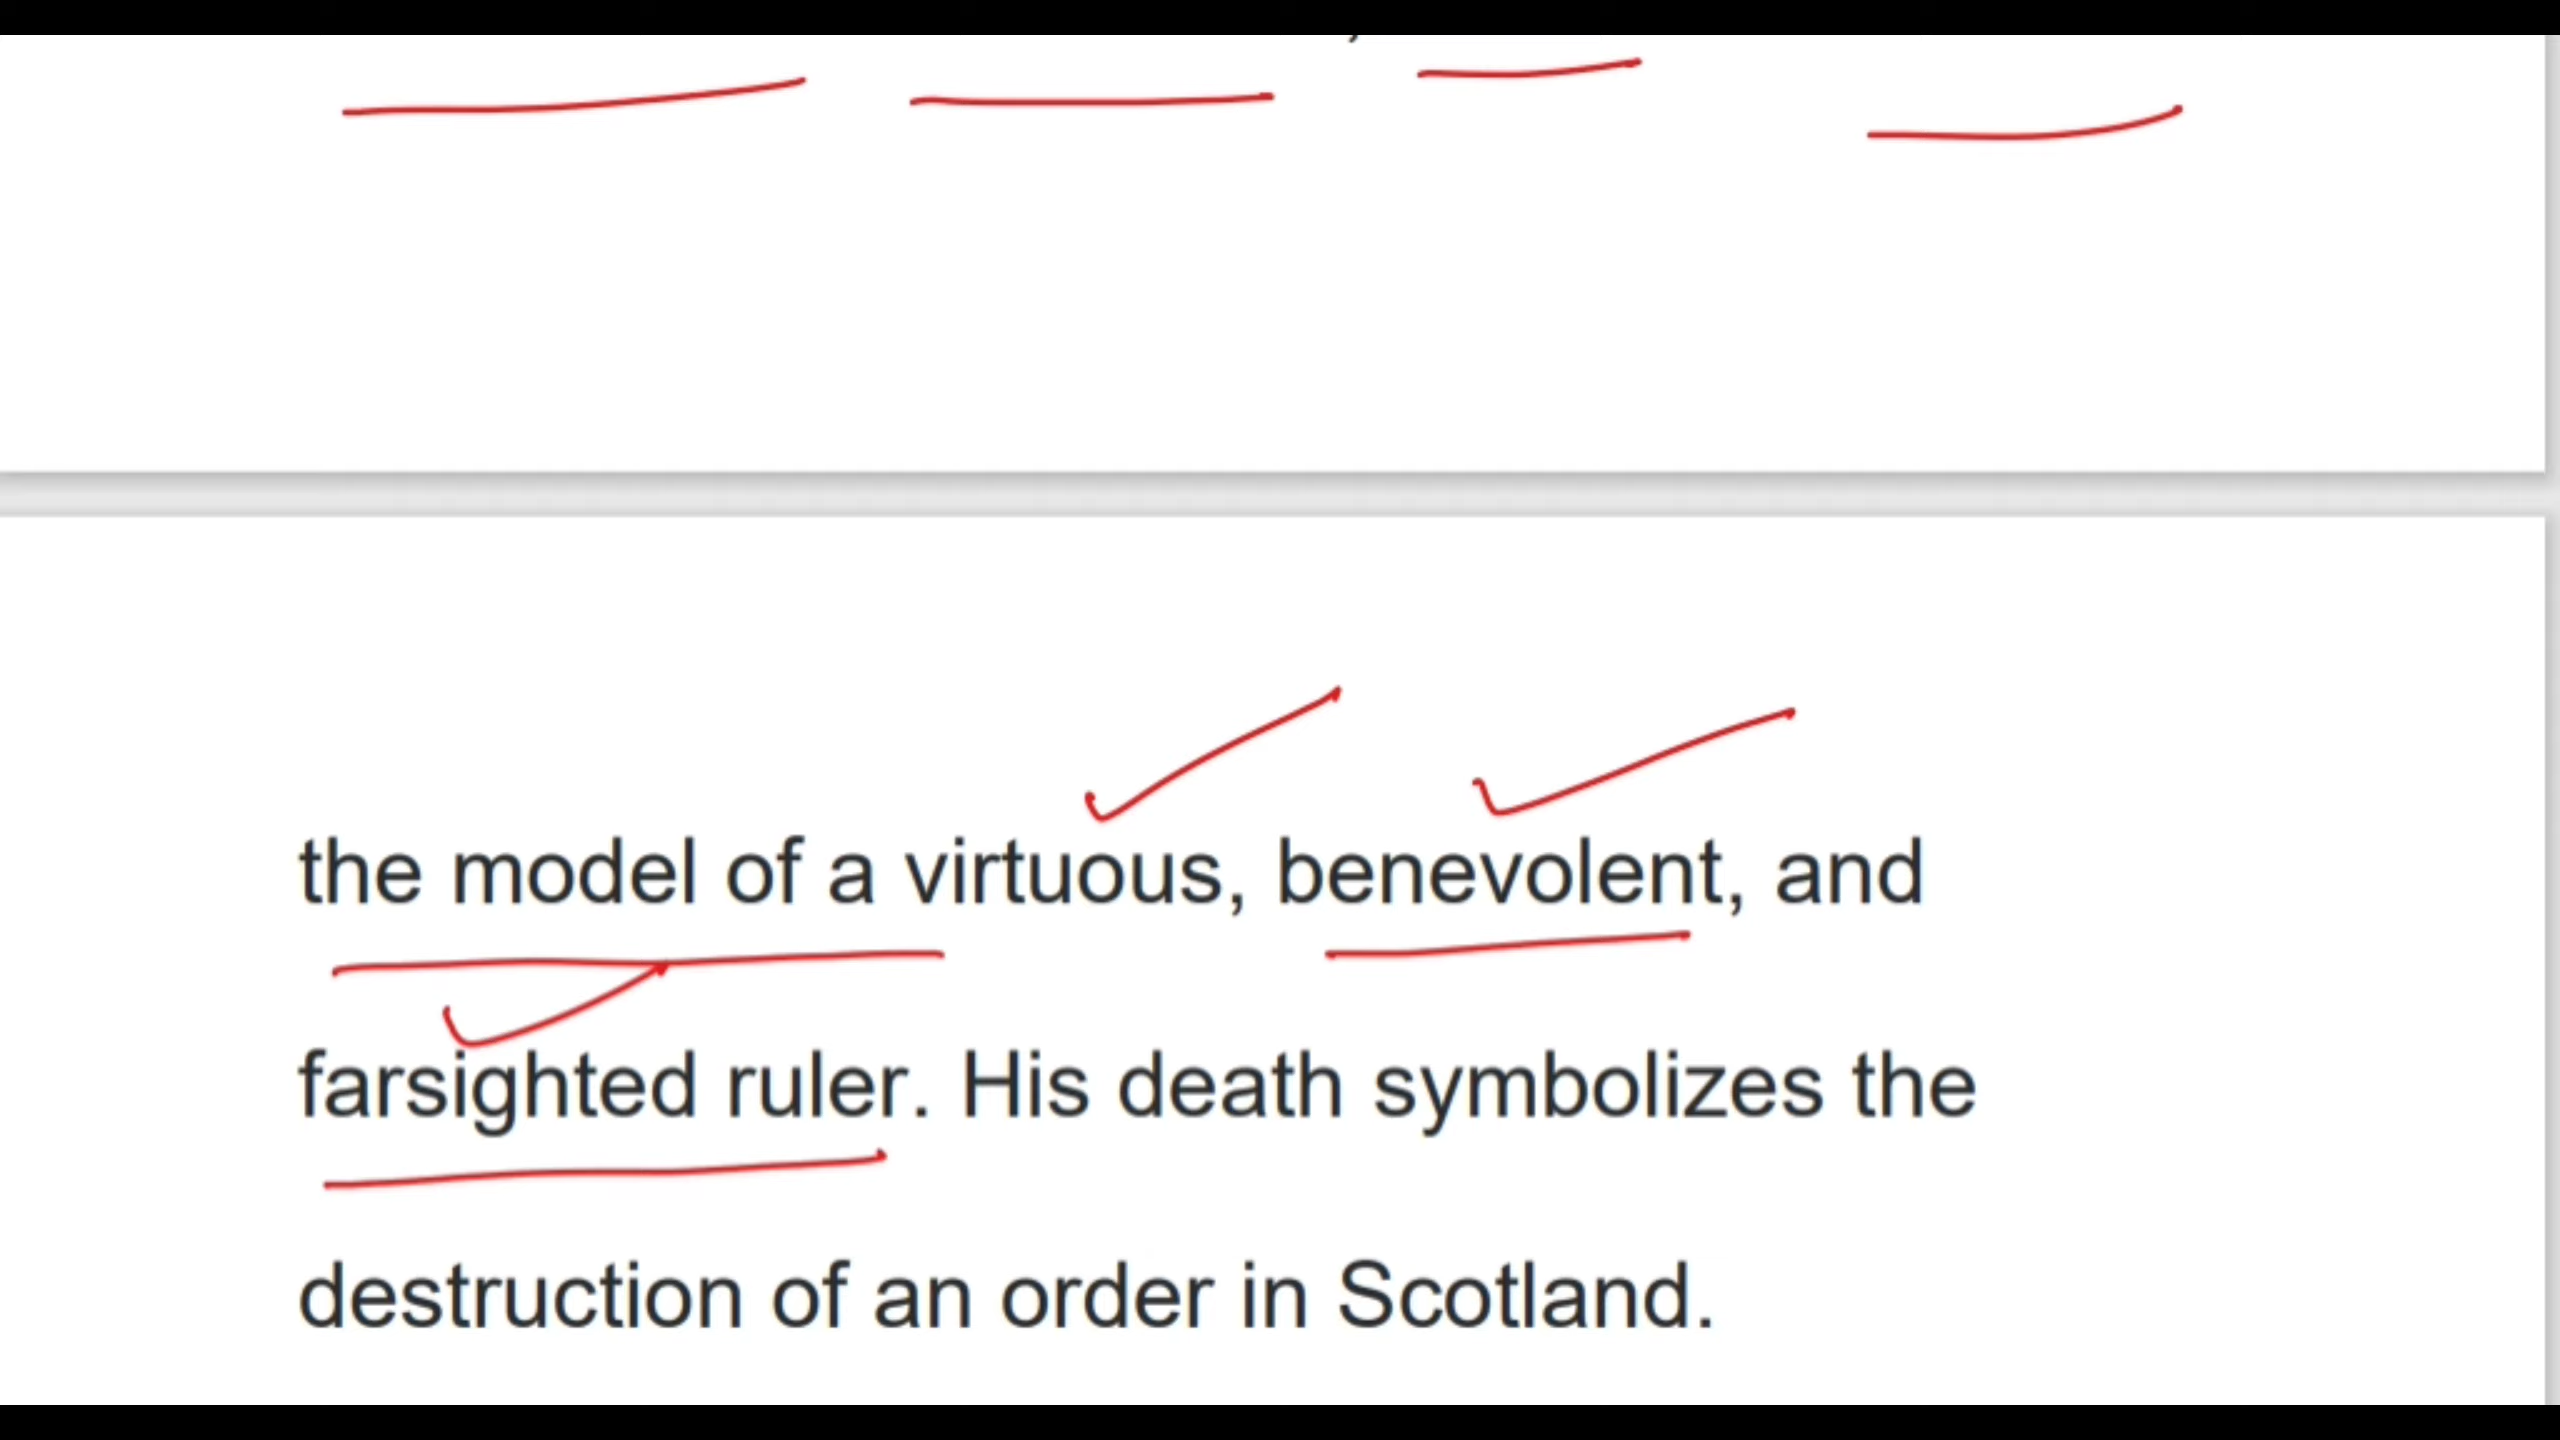 the model of a virtuous, benevolent, and
farsighted ruler. His death symbolizes the
destruction of an order in Scotland.